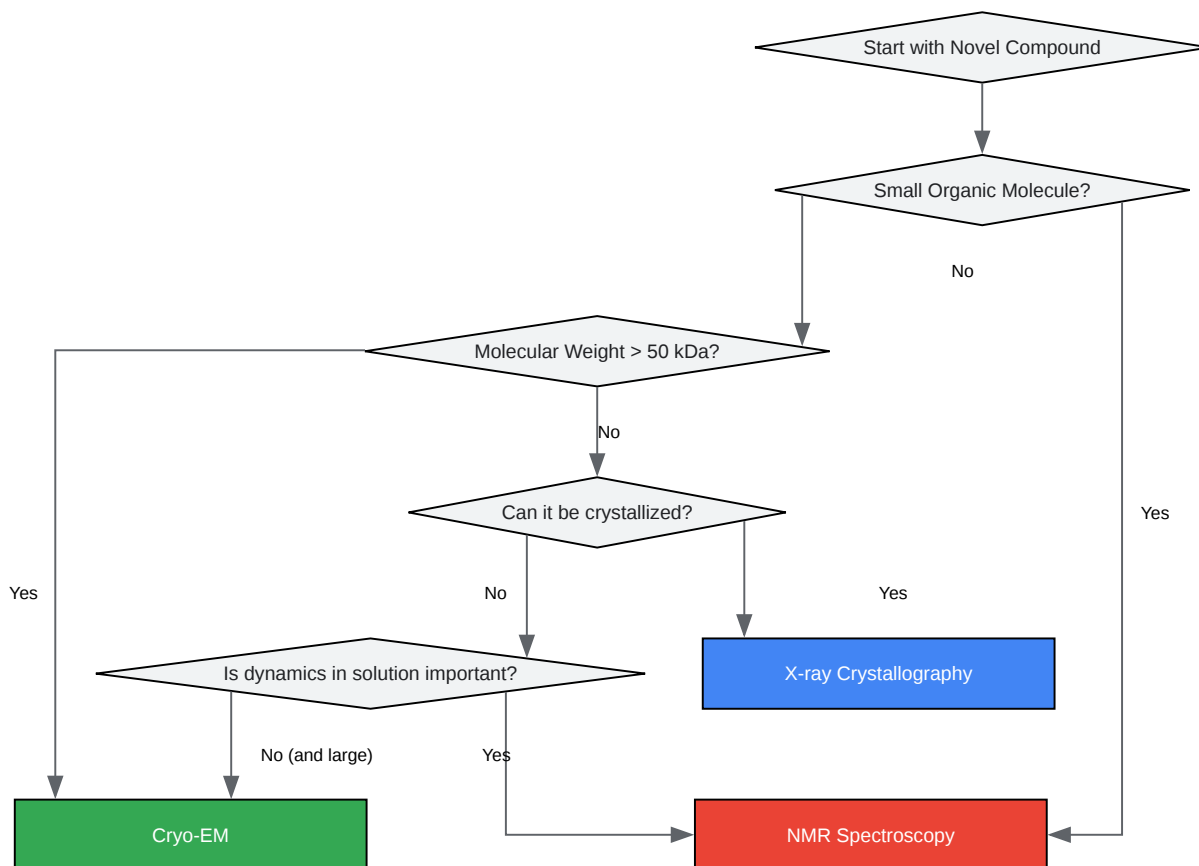 Start with Novel Compound
Small Organic Molecule?
No
Molecular Weight > 50 kDa?
No
Can it be crystallized?
Yes
Yes
No
Yes
Is dynamics in solution important?
X-ray Crystallography
No (and large)
Yes
Cryo-EM
NMR Spectroscopy